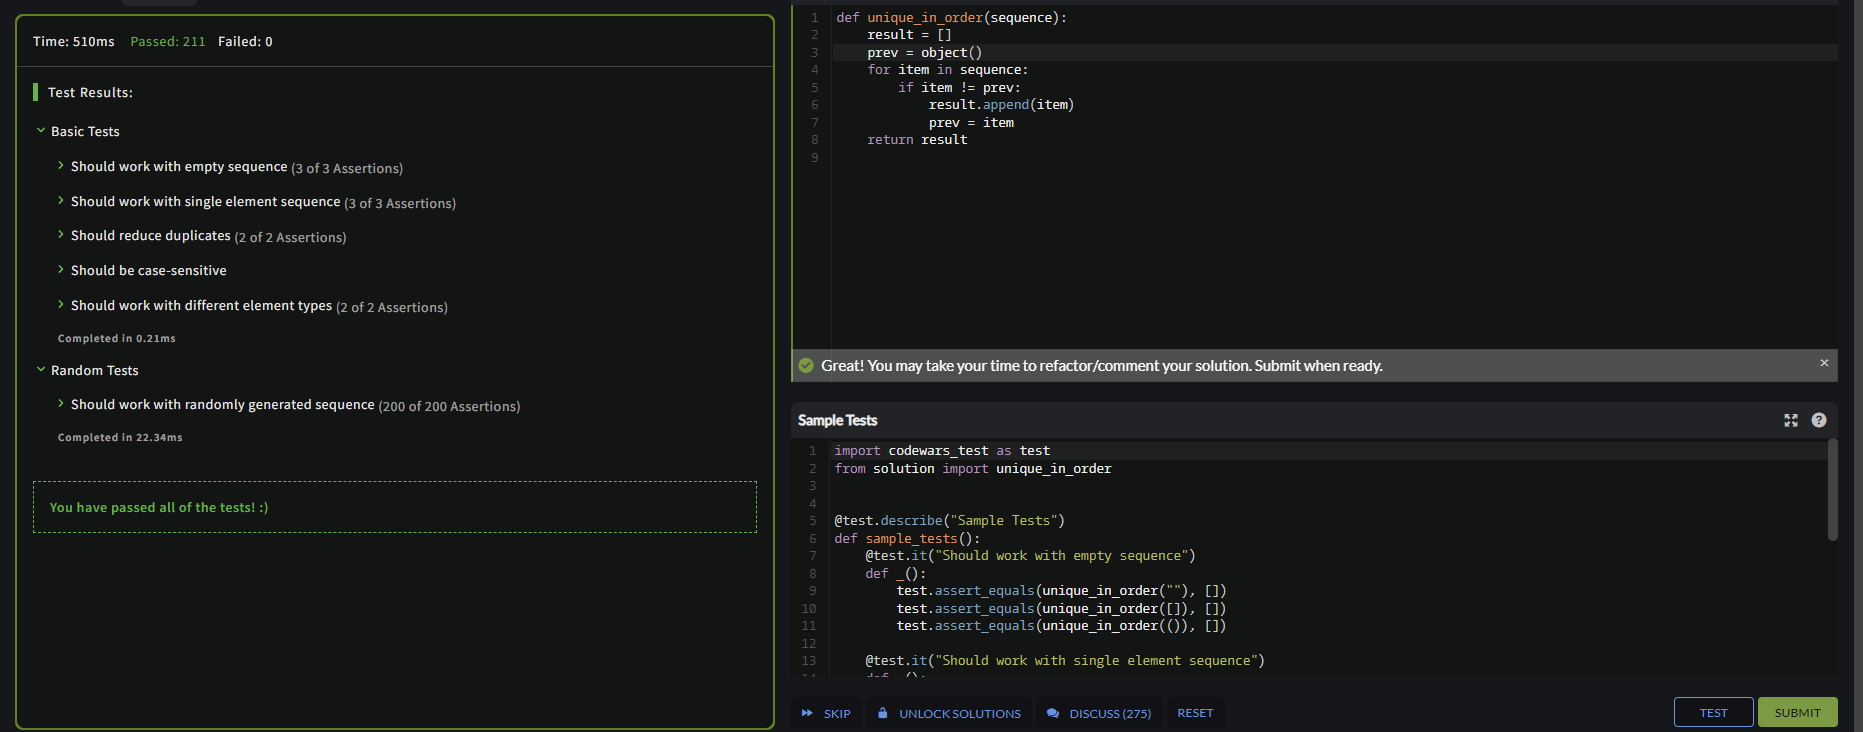 Time: 510ms Passed: 211 Failed: 0
Test Results:
Basic Tests
Should work with empty sequence (3 of 3 Assertions)
Should work with single element sequence (3 of 3 Assertions)
Should reduce duplicates (2 of 2 Assertions)
Should be case-sensitive
Should work with different element types (2 of 2 Assertions)
Completed in 0.21ms
Random Tests
Should work with randomly generated sequence (200 of 200 Assertions)
Completed in 22.34ms
You have passed all of the tests! :)
1 def unique_in_order(sequence):
2     result = []
3     prev = object()
4     for item in sequence:
5         if item != prev:
6             result.append(item)
7             prev = item
8     return result
9
Great! You may take your time to refactor/comment your solution. Submit when ready. ×
Sample Tests ?
1 import codewars_test as test
2 from solution import unique_in_order
3
4
5 @test.describe("Sample Tests")
6 def sample_tests():
7     @test.it("Should work with empty sequence")
8     def _():
9         test.assert_equals(unique_in_order(""), [])
10         test.assert_equals(unique_in_order([]), [])
11         test.assert_equals(unique_in_order(()), [])
12
13     @test.it("Should work with single element sequence")
14     def _():
SKIP UNLOCK SOLUTIONS DISCUSS (275) RESET TEST SUBMIT